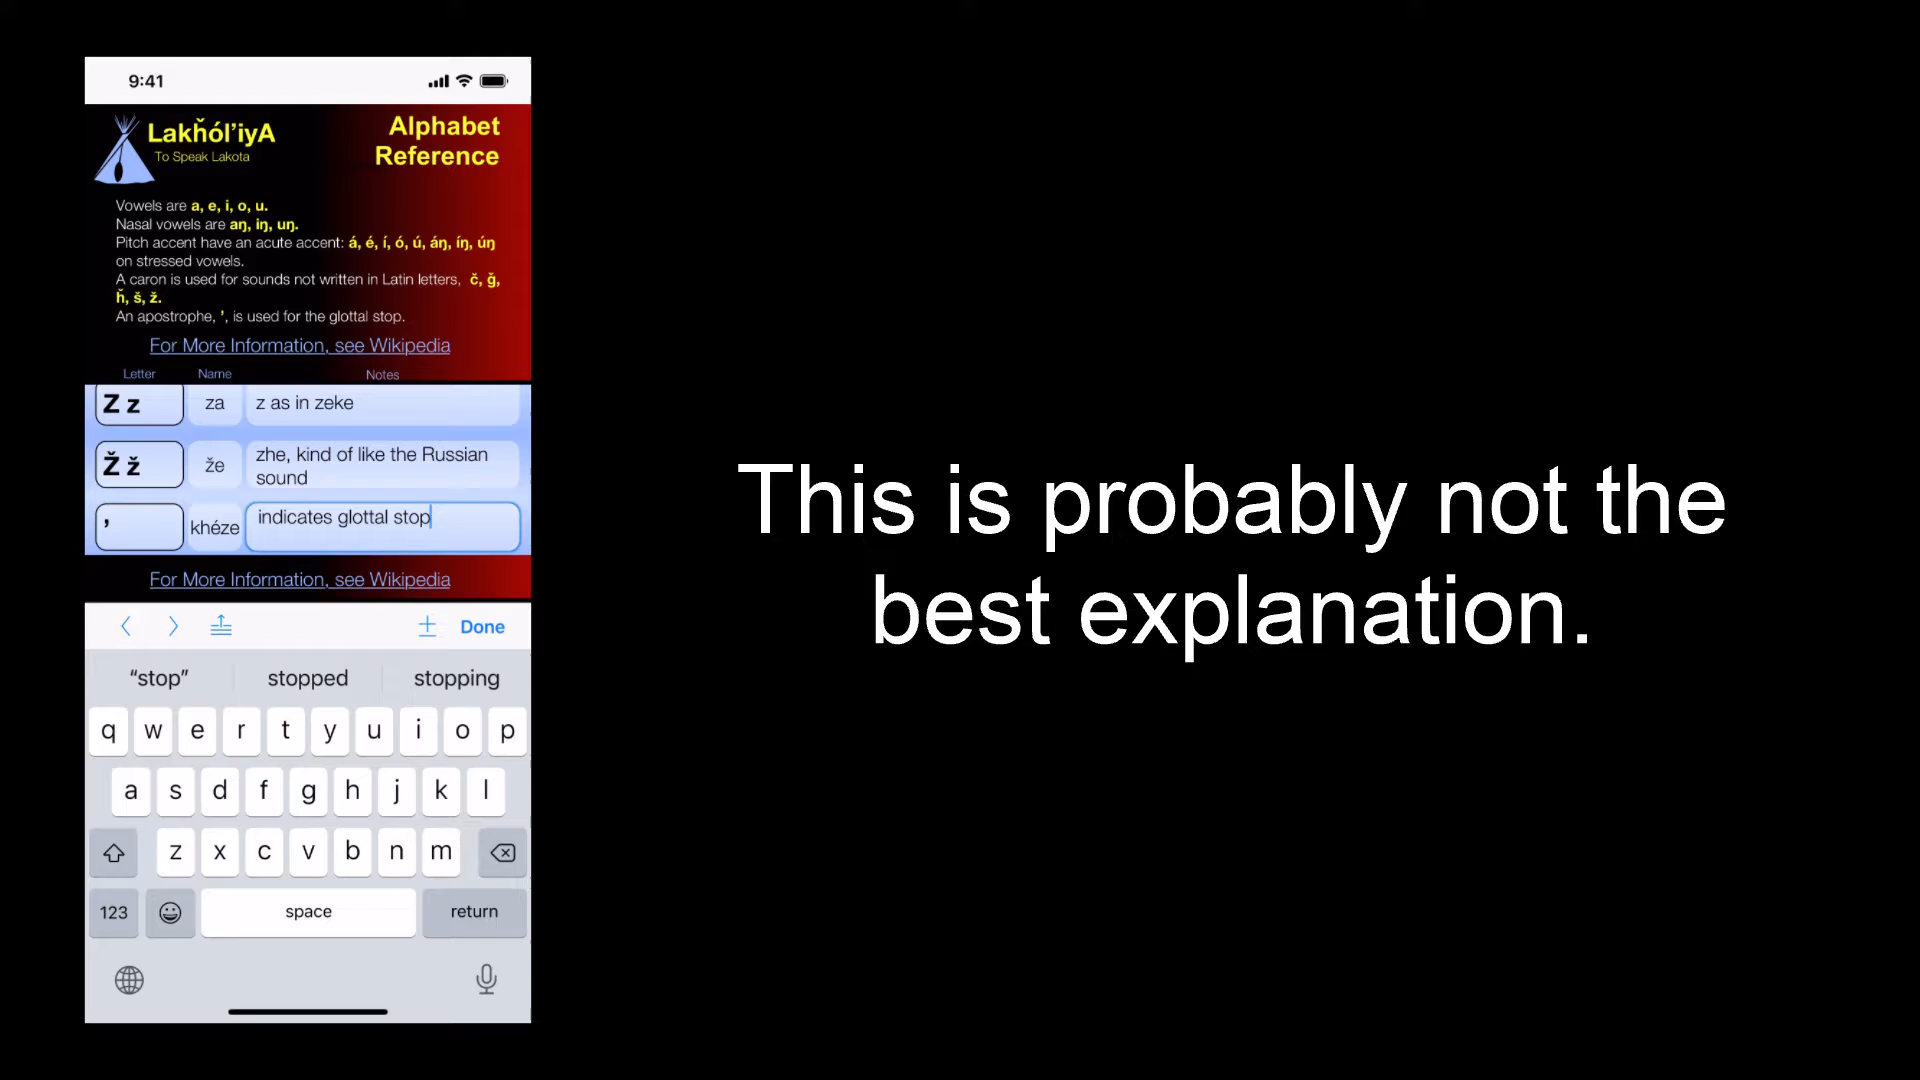 9:41
Lakȟól’iyA
To Speak Lakota
Alphabet
Reference
Vowels are a, e, i, o, u.
Nasal vowels are aŋ, iŋ, uŋ.
Pitch accent have an acute accent: á, é, í, ó, ú, áŋ, íŋ, úŋ
on stressed vowels.
A caron is used for sounds not written in Latin letters, č, ǧ,
ȟ, š, ž.
An apostrophe, ’, is used for the glottal stop.
For More Information, see Wikipedia
Letter Name Notes
Z z za z as in zeke
Ž ž že zhe, kind of like the Russian
sound
’ khéze indicates glottal stop
For More Information, see Wikipedia
Done
“stop” stopped stopping
q w e r t y u i o p
a s d f g h j k l
z x c v b n m
123 space return
This is probably not the
best explanation.